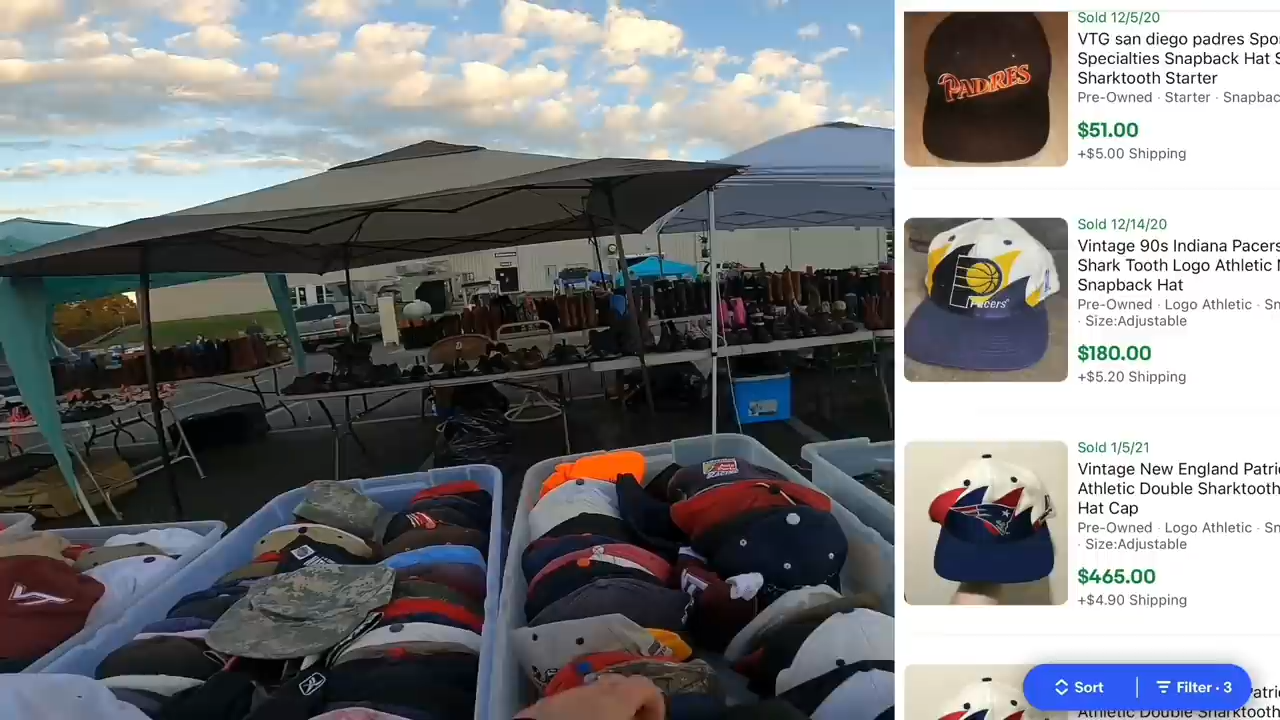 Sold 12/5/20
VTG san diego padres Spo
Specialties Snapback Hat S
Sharktooth Starter
Pre-Owned · Starter · Snapbac
$51.00
+$5.00 Shipping
PADRES
Sold 12/14/20
Vintage 90s Indiana Pacers
Shark Tooth Logo Athletic
Snapback Hat
Pre-Owned · Logo Athletic · Sn
· Size:Adjustable
$180.00
+$5.20 Shipping
Pacers
Sold 1/5/21
Vintage New England Patri
Athletic Double Sharktooth
Hat Cap
Pre-Owned · Logo Athletic · Sn
· Size:Adjustable
$465.00
+$4.90 Shipping
Sort
Filter · 3
Athletic Double Sharktooth